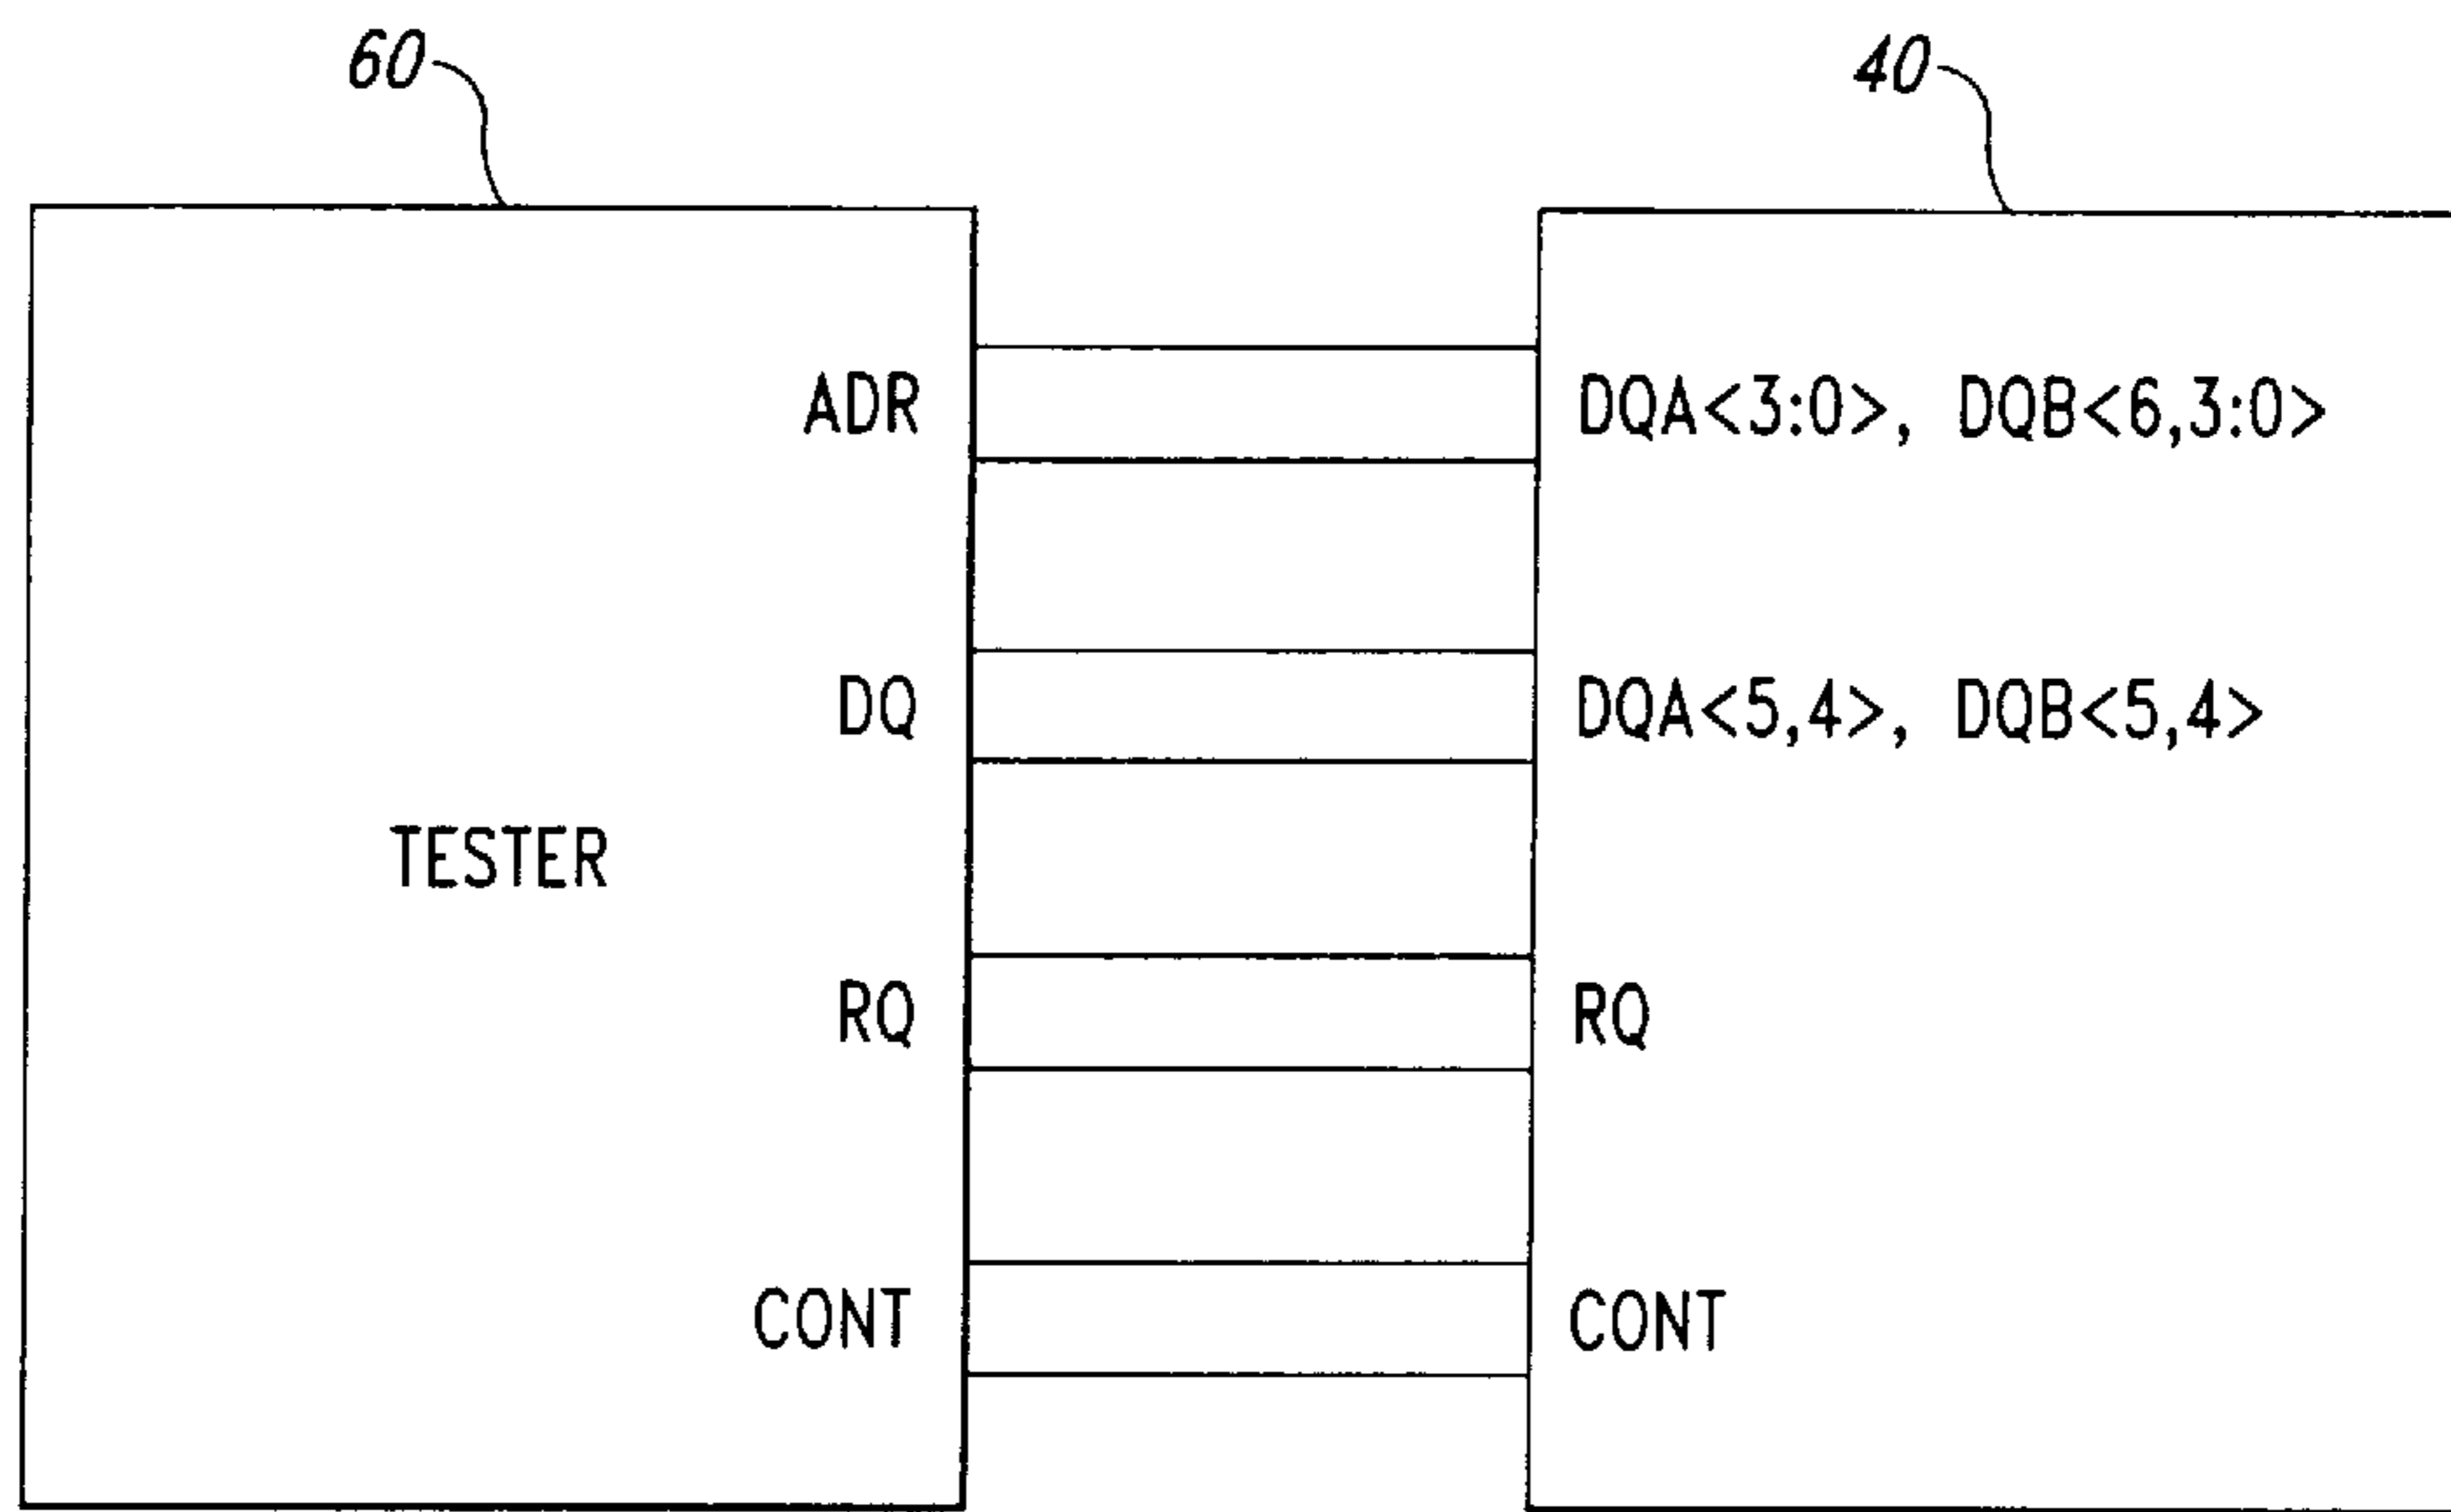 60
40
ADR
DQA<3:0>, DQB<6,3:0>
DQ
DQA<5,4>, DQB<5,4>
TESTER
RQ
RQ
CONT
CONT